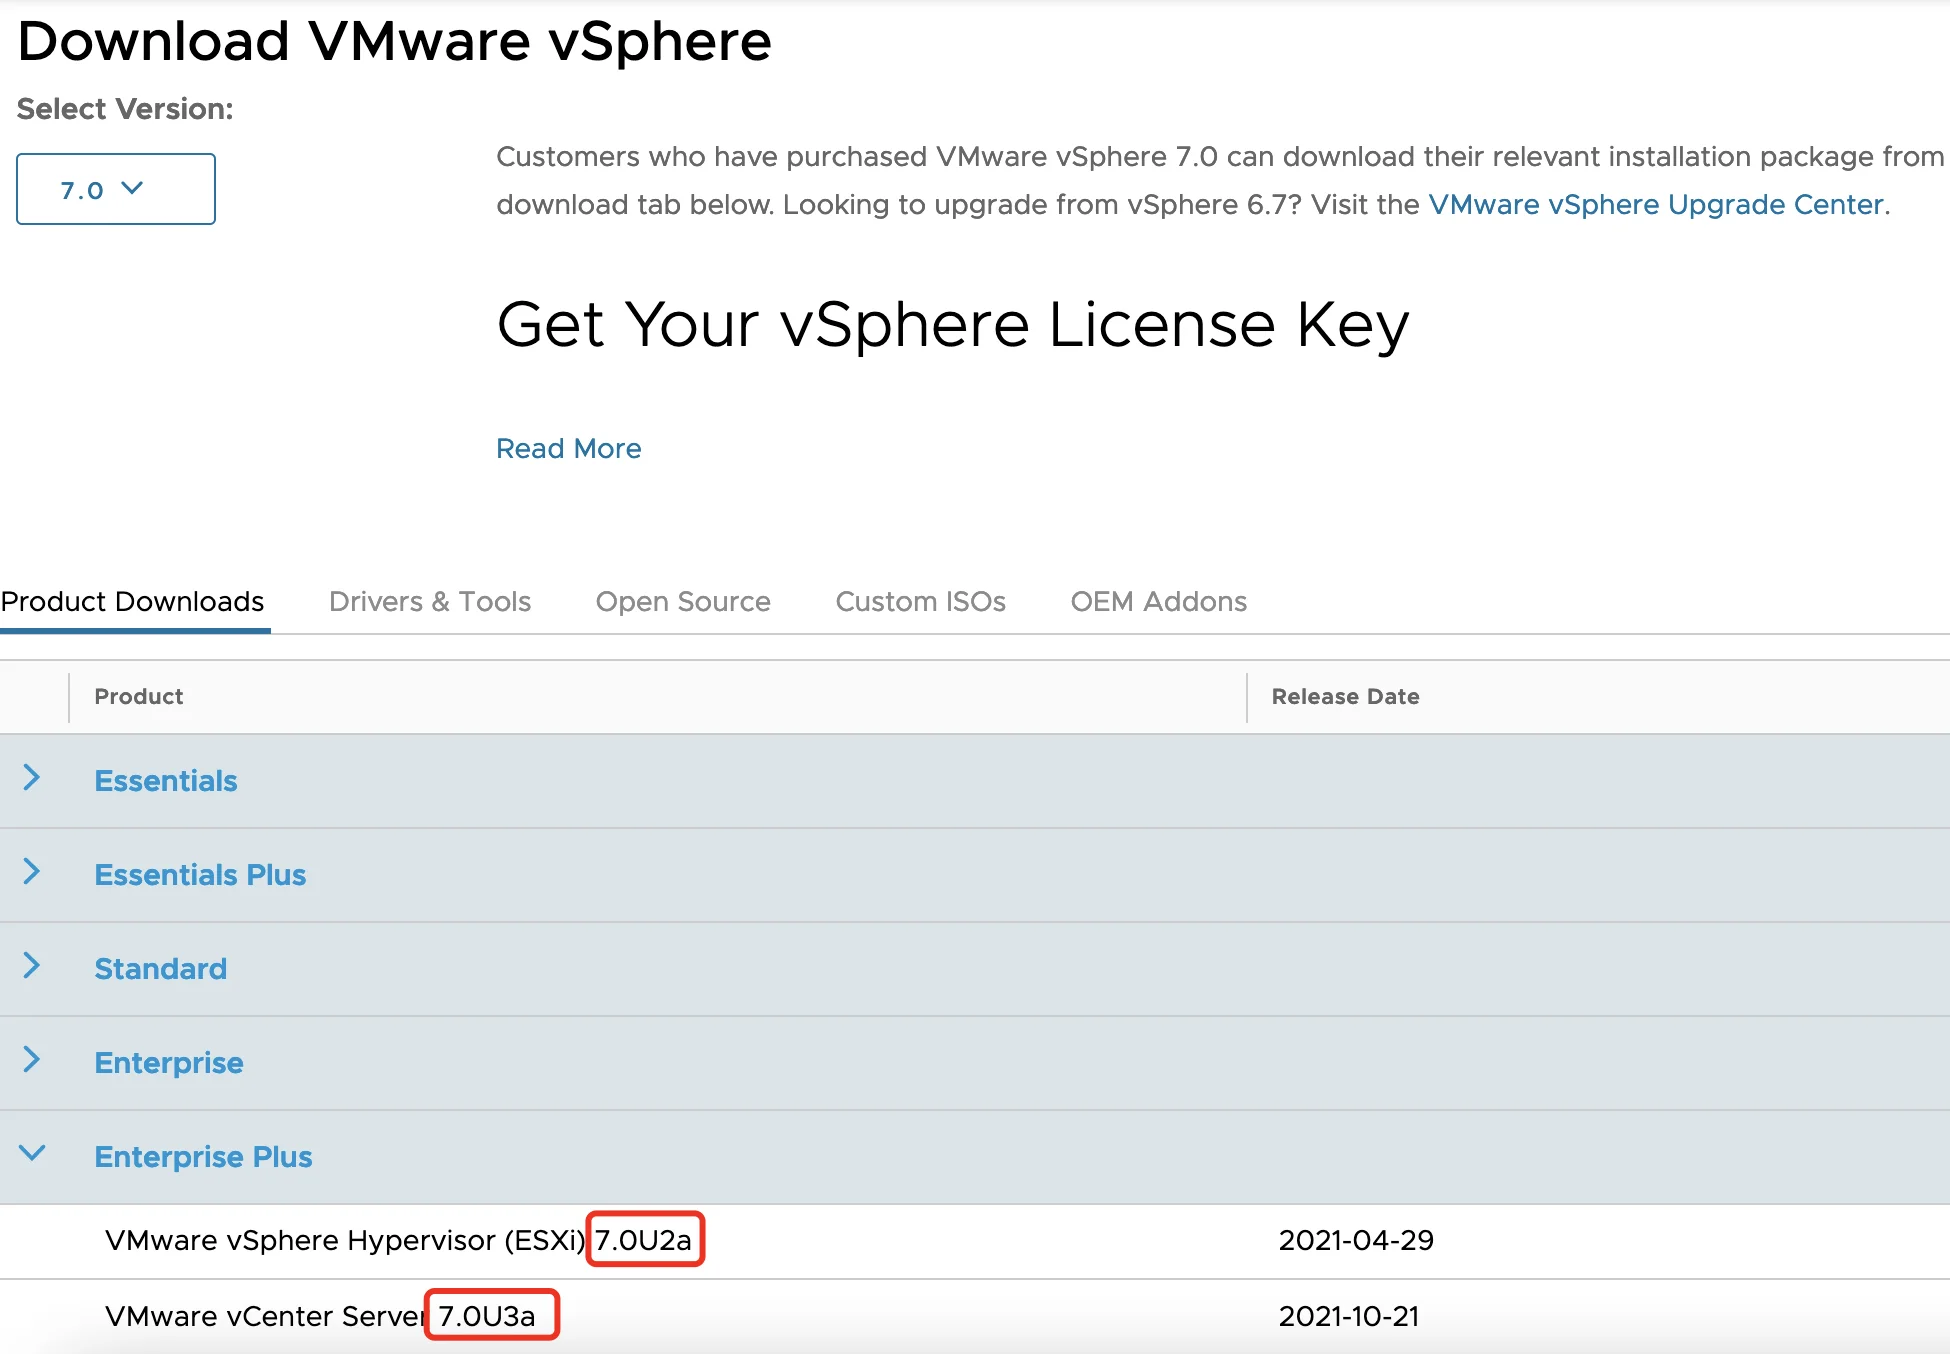 Download VMware vSphere
Select Version:
7.0
Customers who have purchased VMware vSphere 7.0 can download their relevant installation package from
download tab below. Looking to upgrade from vSphere 6.7? Visit the VMware vSphere Upgrade Center.
Get Your vSphere License Key
Read More
Product Downloads Drivers & Tools Open Source Custom ISOs OEM Addons
Product Release Date
Essentials
Essentials Plus
Standard
Enterprise
Enterprise Plus
VMware vSphere Hypervisor (ESXi) 7.0U2a 2021-04-29
VMware vCenter Server 7.0U3a 2021-10-21